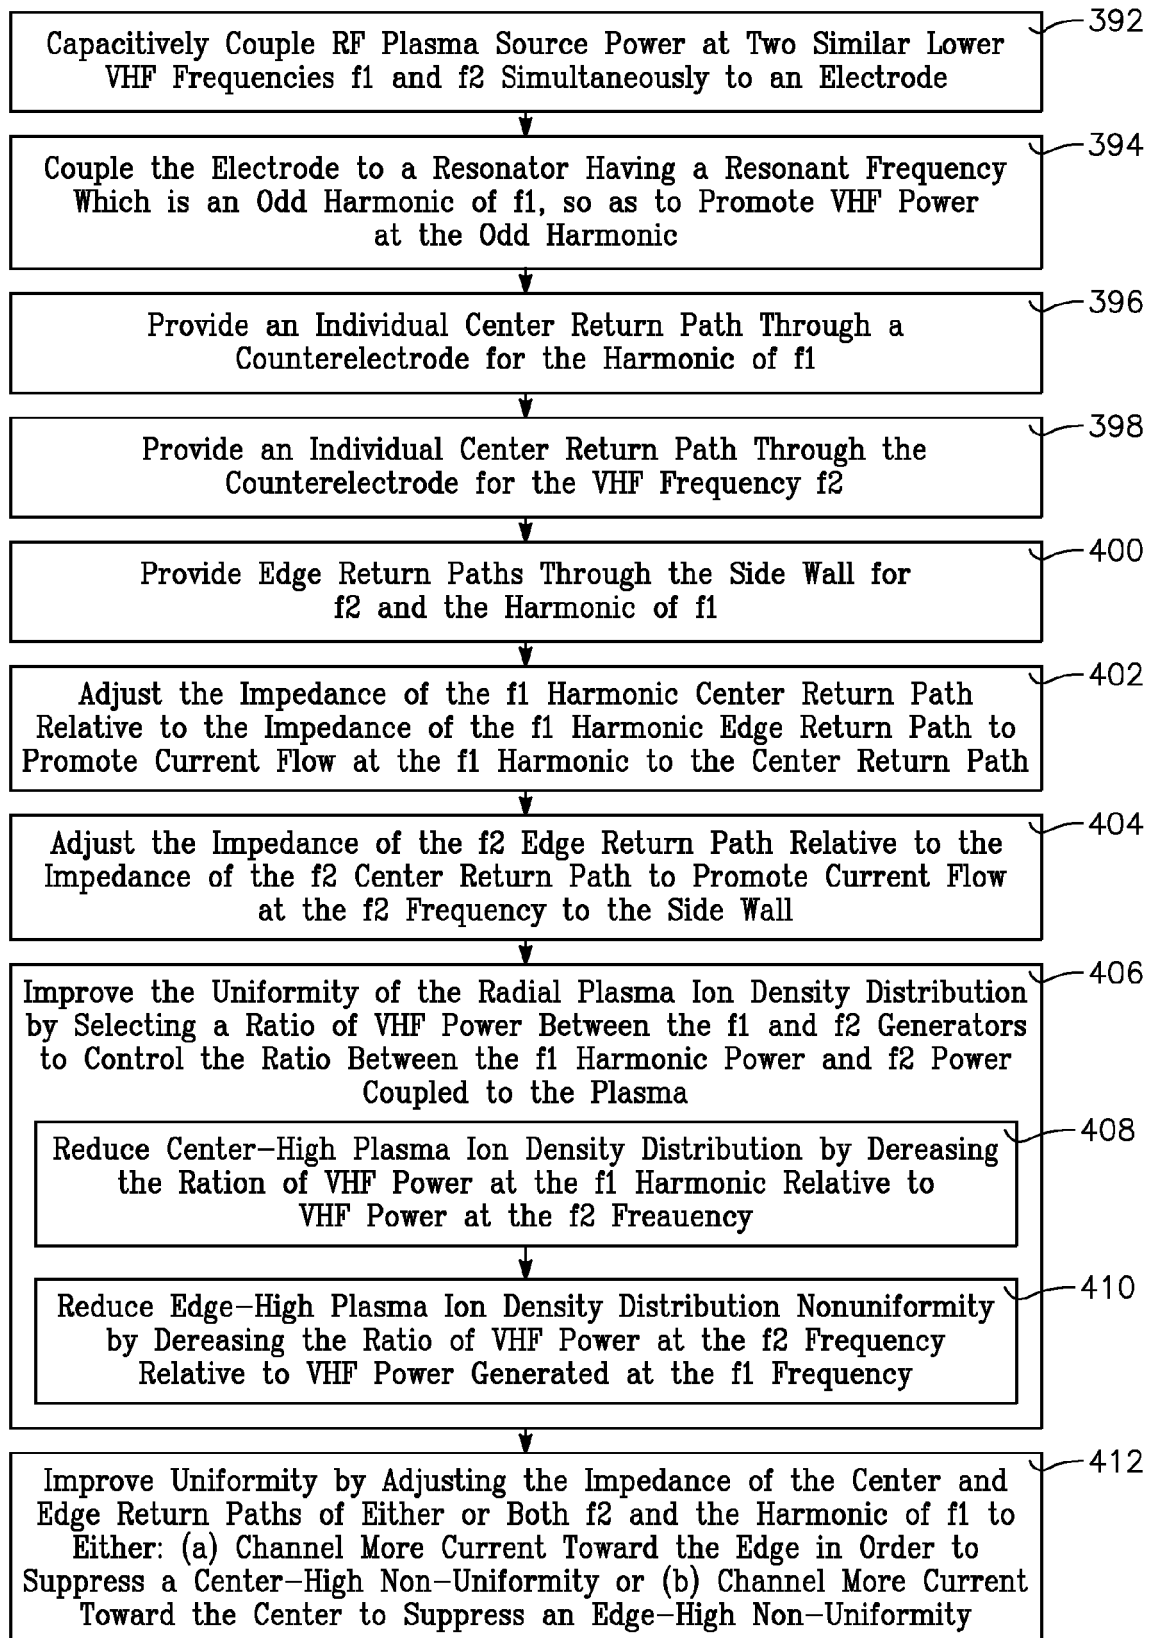 Capacitively Couple RF Plasma Source Power at Two Similar Lower
VHF Frequencies f1 and f2 Simultaneously to an Electrode
392
Couple the Electrode to a Resonator Having a Resonant Frequency
Which is an Odd Harmonic of f1, so as to Promote VHF Power
at the Odd Harmonic
394
Provide an Individual Center Return Path Through a
Counterelectrode for the Harmonic of f1
396
Provide an Individual Center Return Path Through the
Counterelectrode for the VHF Frequency f2
398
Provide Edge Return Paths Through the Side Wall for
f2 and the Harmonic of f1
400
Adjust the Impedance of the f1 Harmonic Center Return Path
Relative to the Impedance of the f1 Harmonic Edge Return Path to
Promote Current Flow at the f1 Harmonic to the Center Return Path
402
Adjust the Impedance of the f2 Edge Return Path Relative to the
Impedance of the f2 Center Return Path to Promote Current Flow
at the f2 Frequency to the Side Wall
404
Improve the Uniformity of the Radial Plasma Ion Density Distribution
by Selecting a Ratio of VHF Power Between the f1 and f2 Generators
to Control the Ratio Between the f1 Harmonic Power and f2 Power
Coupled to the Plasma
406
Reduce Center-High Plasma Ion Density Distribution by Dereasing
the Ration of VHF Power at the f1 Harmonic Relative to
VHF Power at the f2 Freauency
408
Reduce Edge-High Plasma Ion Density Distribution Nonuniformity
by Dereasing the Ratio of VHF Power at the f2 Frequency
Relative to VHF Power Generated at the f1 Frequency
410
Improve Uniformity by Adjusting the Impedance of the Center and
Edge Return Paths of Either or Both f2 and the Harmonic of f1 to
Either: (a) Channel More Current Toward the Edge in Order to
Suppress a Center-High Non-Uniformity or (b) Channel More Current
Toward the Center to Suppress an Edge-High Non-Uniformity
412